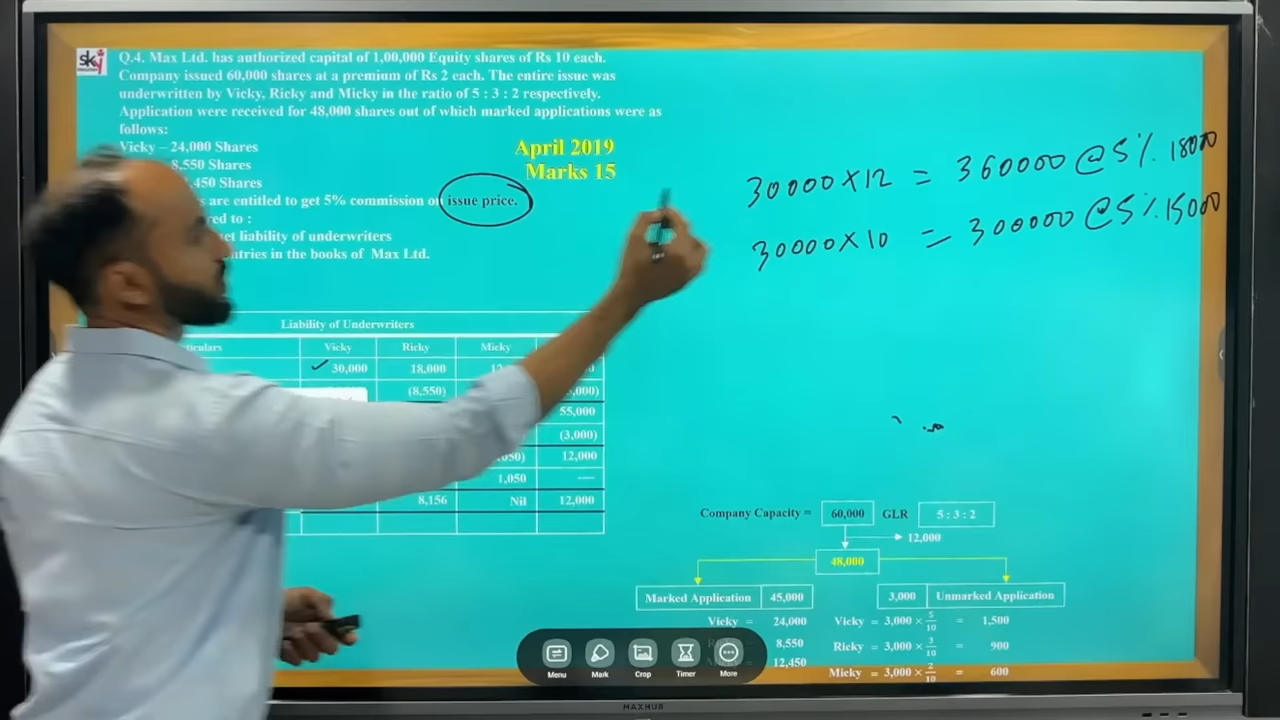 sky
Q.4. Max Ltd. has authorized capital of 1,00,000 Equity shares of Rs 10 each.
Company issued 60,000 shares at a premium of Rs 2 each. The entire issue was
underwritten by Vicky, Ricky and Micky in the ratio of 5 : 3 : 2 respectively.
Application were received for 48,000 shares out of which marked applications were as
follows:
Vicky – 24,000 Shares
8,550 Shares
,450 Shares
are entitled to get 5% commission on issue price.
red to :
et liability of underwriters
ntries in the books of Max Ltd.
April 2019
Marks 15
30000 X 12 = 360000 @ 5 %. 18000
30000 X 10 = 300000 @ 5 %. 15000
Liability of Underwriters
Vicky Ricky Micky
30,000 18,000 12
(8,550) ,000)
55,000
(3,000)
050) 12,000
1,050 —
8,156 Nil 12,000
Company Capacity = 60,000 GLR 5 : 3 : 2
12,000
48,000
Marked Application 45,000 3,000 Unmarked Application
Vicky = 24,000 Vicky = 3,000 × 5/10 = 1,500
8,550 Ricky = 3,000 × 3/10 = 900
12,450 Micky = 3,000 × 2/10 = 600
Menu Mark Crop Timer More
MAXHUB